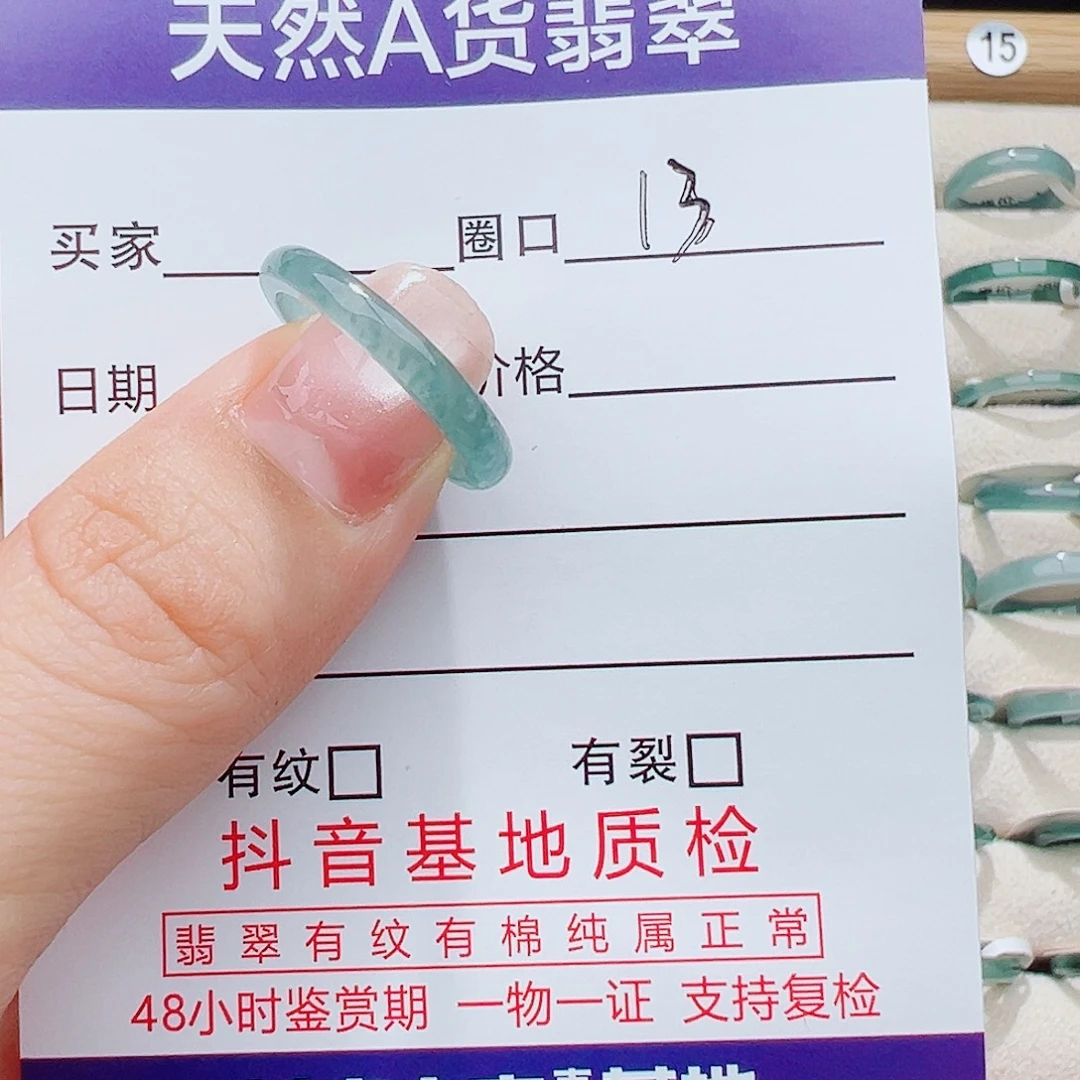 天然A货翡翠
15
买家 圈口 13
日期 价格
有纹 有裂
抖音基地质检
翡翠有纹有棉纯属正常
48小时鉴赏期 一物一证 支持复检